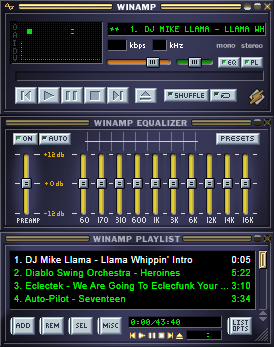 WINAMP
O
A
I
D
V
** 1. DJ MIKE LLAMA - LLAMA WH
kbps kHz mono stereo
EQ PL
SHUFFLE
WINAMP EQUALIZER
ON AUTO PRESETS
+12 db
+0 db
-12 db
PREAMP 60 170 310 600 1K 3K 6K 12K 14K 16K
WINAMP PLAYLIST
1. DJ Mike Llama - Llama Whippin' Intro 0:05
2. Diablo Swing Orchestra - Heroines 5:22
3. Eclectek - We Are Going To Eclecfunk Your ... 3:10
4. Auto-Pilot - Seventeen 3:34
ADD REM SEL MISC 0:00/43:40 LIST OPTS
: